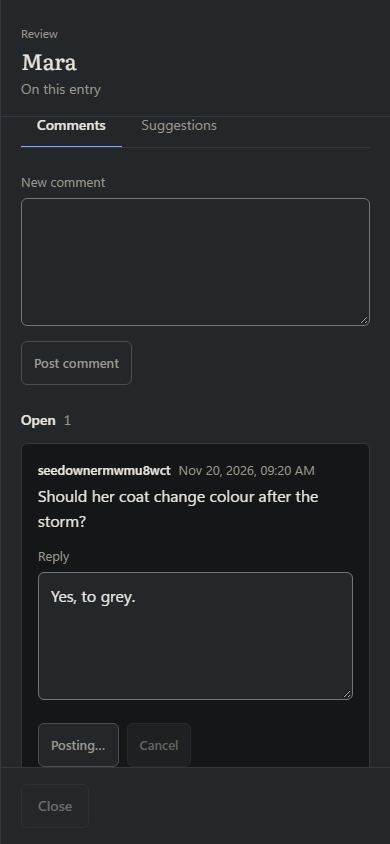 Review
Mara
On this entry
Comments Suggestions
New comment
Post comment
Open 1
seedownermwmu8wct Nov 20, 2026, 09:20 AM
Should her coat change colour after the
storm?
Reply
Yes, to grey.
Posting... Cancel
Close